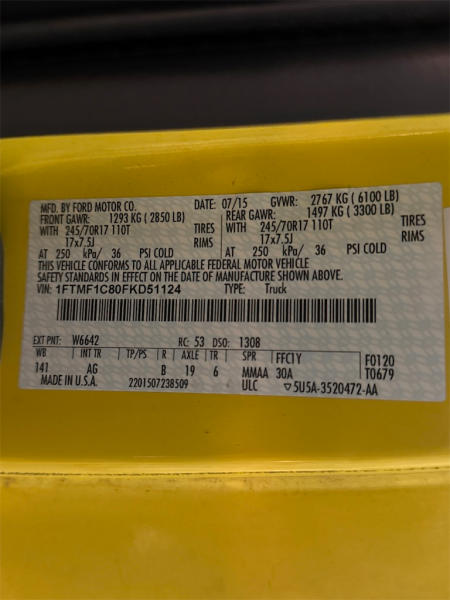 MFD. BY FORD MOTOR CO. DATE: 07/15 GVWR: 2767 KG ( 6100 LB)
FRONT GAWR: 1293 KG ( 2850 LB) REAR GAWR: 1497 KG ( 3300 LB)
WITH 245/70R17 110T TIRES WITH 245/70R17 110T TIRES
17x7.5J RIMS 17x7.5J RIMS
AT 250 kPa/ 36 PSI COLD AT 250 kPa/ 36 PSI COLD
THIS VEHICLE CONFORMS TO ALL APPLICABLE FEDERAL MOTOR VEHICLE
SAFETY STANDARDS IN EFFECT ON THE DATE OF MANUFACTURE SHOWN ABOVE.
VIN: 1FTMF1C80FKD51124 TYPE: Truck
EXT PNT: W6642 RC: 53 DSO: 1308
WB INT TR TP/PS R AXLE TR SPR FFC1Y F0120
141 AG B 19 6 MMAA 30A T0679
MADE IN U.S.A. 2201507238509 ULC ▽5U5A-3520472-AA